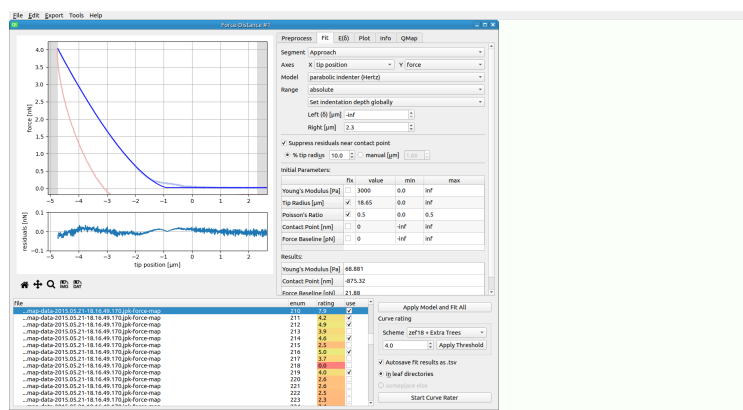 File Edit Export Tools Help
Force Distance #1
Preprocess Fit E(δ) Plot Info QMap
Segment Approach
Axes X tip position Y force
Model parabolic indenter (Hertz)
Range absolute
Set indentation depth globally
Left (δ) [µm] -inf
Right [µm] 2.3
Suppress residuals near contact point
% tip radius 10.0 manual [µm]
Initial Parameters:
fix value min max
Young's Modulus [Pa] 3000 0.0 inf
Tip Radius [µm] 18.65 0.0 inf
Poisson's Ratio 0.5 0.0 0.5
Contact Point [nm] 0 -inf inf
Force Baseline [pN] 0 -inf inf
Results:
Young's Modulus [Pa] 68.881
Contact Point [nm] -875.32
Force Baseline [pN] 21.88
force [nN]
4.0
3.5
3.0
2.5
2.0
1.5
1.0
0.5
0.0
−5 −4 −3 −2 −1 0 1 2
residuals [nN]
0.1
0.0
−0.1
−5 −4 −3 −2 −1 0 1 2
tip position [µm]
File enum rating use
...map-data-2015.05.21-18.16.49.170.jpk-force-map 210 7.9
...map-data-2015.05.21-18.16.49.170.jpk-force-map 211 4.2
...map-data-2015.05.21-18.16.49.170.jpk-force-map 212 4.9
...map-data-2015.05.21-18.16.49.170.jpk-force-map 213 3.9
...map-data-2015.05.21-18.16.49.170.jpk-force-map 214 4.6
...map-data-2015.05.21-18.16.49.170.jpk-force-map 215 2.5
...map-data-2015.05.21-18.16.49.170.jpk-force-map 216 5.0
...map-data-2015.05.21-18.16.49.170.jpk-force-map 217 3.7
...map-data-2015.05.21-18.16.49.170.jpk-force-map 218 0.0
...map-data-2015.05.21-18.16.49.170.jpk-force-map 219 4.0
...map-data-2015.05.21-18.16.49.170.jpk-force-map 220 2.6
...map-data-2015.05.21-18.16.49.170.jpk-force-map 221 2.6
...map-data-2015.05.21-18.16.49.170.jpk-force-map 222 2.5
...map-data-2015.05.21-18.16.49.170.jpk-force-map 223 2.5
Apply Model and Fit All
Curve rating
Scheme zef18 + Extra Trees
4.0 Apply Threshold
Autosave fit results as .tsv
in leaf directories
someplace else
Start Curve Rater